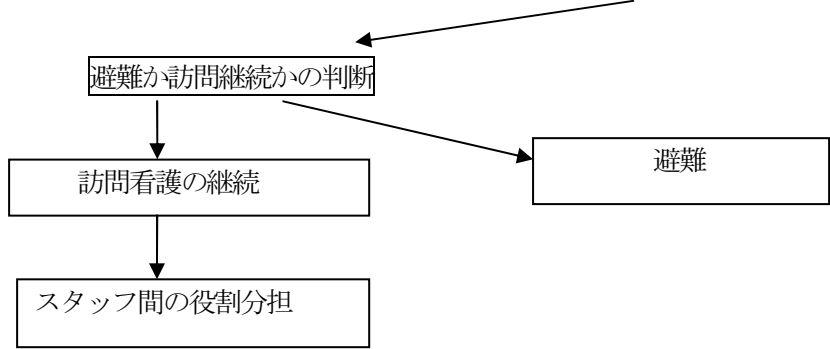 避難か訪問継続かの判断
避難
訪問看護の継続
スタッフ間の役割分担